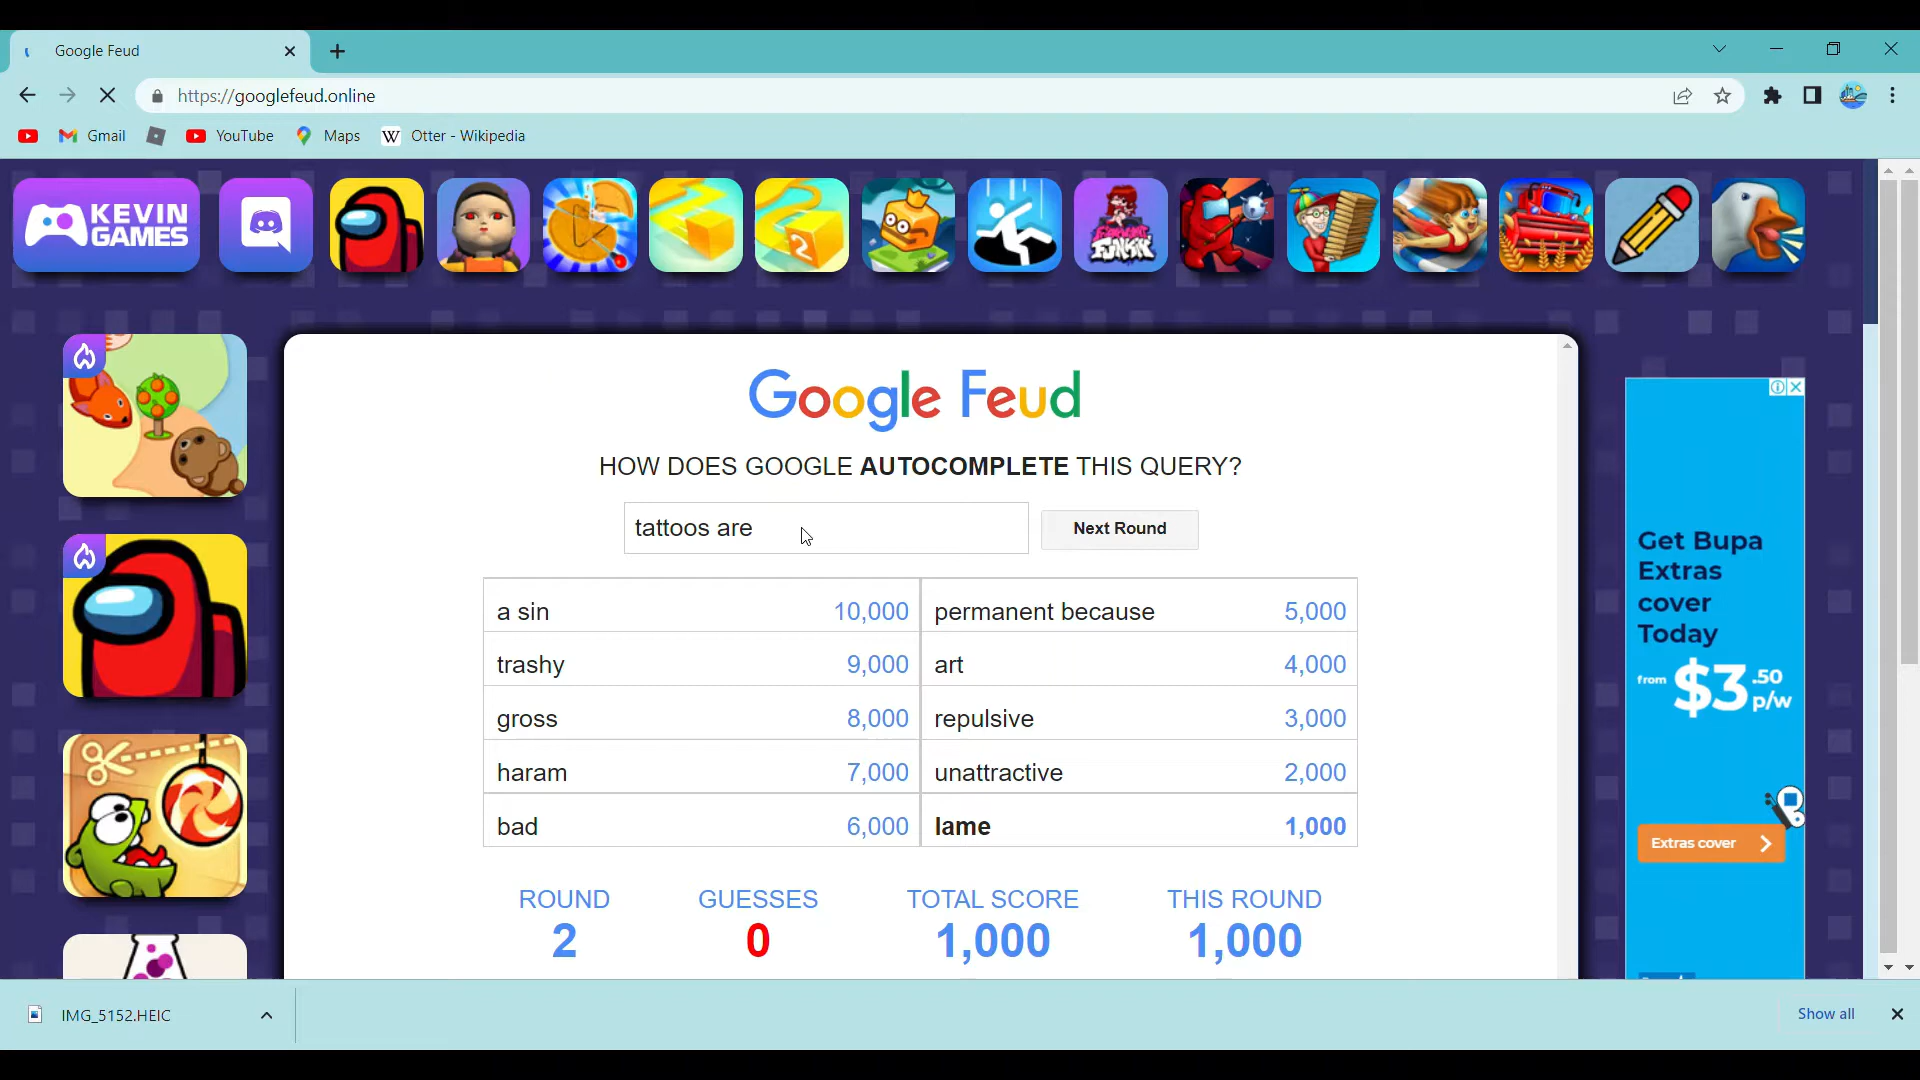 Google Feud
https://googlefeud.online
Gmail
YouTube
Maps
W Otter - Wikipedia
KEVIN
GAMES
2
FUNKIN
Google Feud
HOW DOES GOOGLE AUTOCOMPLETE THIS QUERY?
tattoos are
Next Round
a sin 10,000 permanent because 5,000
trashy 9,000 art 4,000
gross 8,000 repulsive 3,000
haram 7,000 unattractive 2,000
bad 6,000 lame 1,000
ROUND GUESSES TOTAL SCORE THIS ROUND
2 0 1,000 1,000
Get Bupa
Extras
cover
Today
from $3.50 p/w
Extras cover
IMG_5152.HEIC
Show all